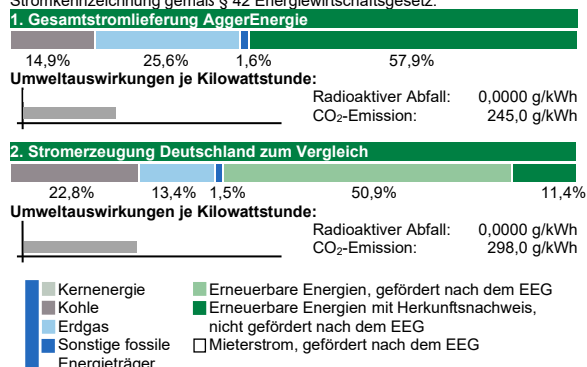 Stromkennzeichnung gemäß § 42 Energiewirtschaftsgesetz:
1. Gesamtstromlieferung AggerEnergie
14,9% 25,6% 1,6% 57,9%
Umweltauswirkungen je Kilowattstunde:
Radioaktiver Abfall: 0,0000 g/kWh
CO₂-Emission: 245,0 g/kWh
2. Stromerzeugung Deutschland zum Vergleich
22,8% 13,4% 1,5% 50,9% 11,4%
Umweltauswirkungen je Kilowattstunde:
Radioaktiver Abfall: 0,0000 g/kWh
CO₂-Emission: 298,0 g/kWh
Kernenergie
Kohle
Erdgas
Sonstige fossile
Energieträger
Erneuerbare Energien, gefördert nach dem EEG
Erneuerbare Energien mit Herkunftsnachweis,
nicht gefördert nach dem EEG
Mieterstrom, gefördert nach dem EEG